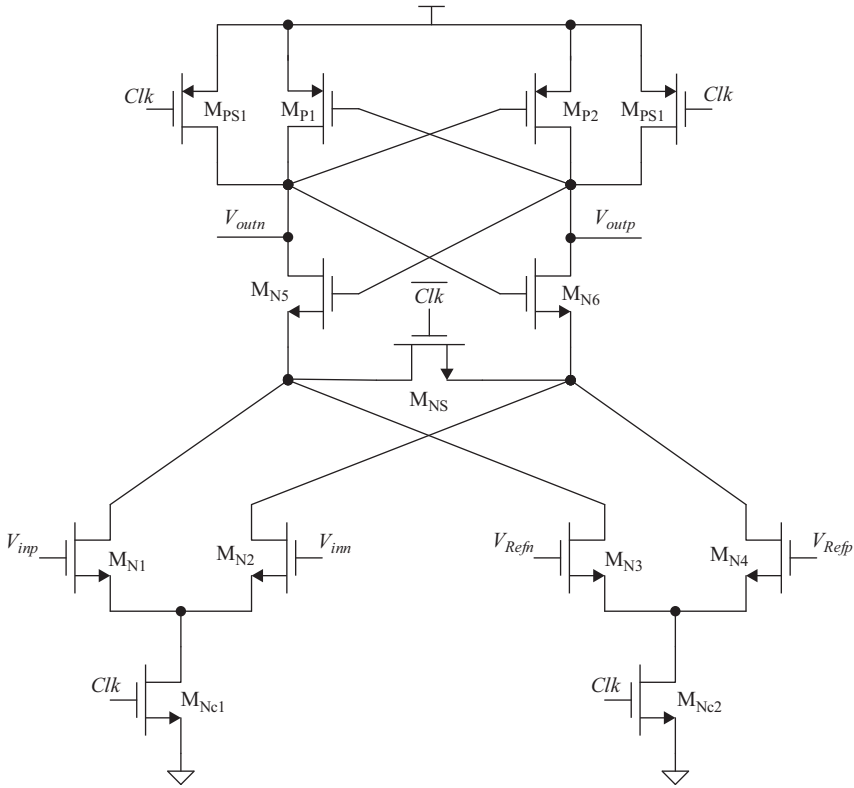 Clk
M_PS1
M_P1
M_P2
M_PS1
Clk
V_outn
V_outp
M_N5
C̅l̅k̅
M_N6
M_NS
V_inp
M_N1
M_N2
V_inn
V_Refn
M_N3
M_N4
V_Refp
Clk
M_Nc1
Clk
M_Nc2